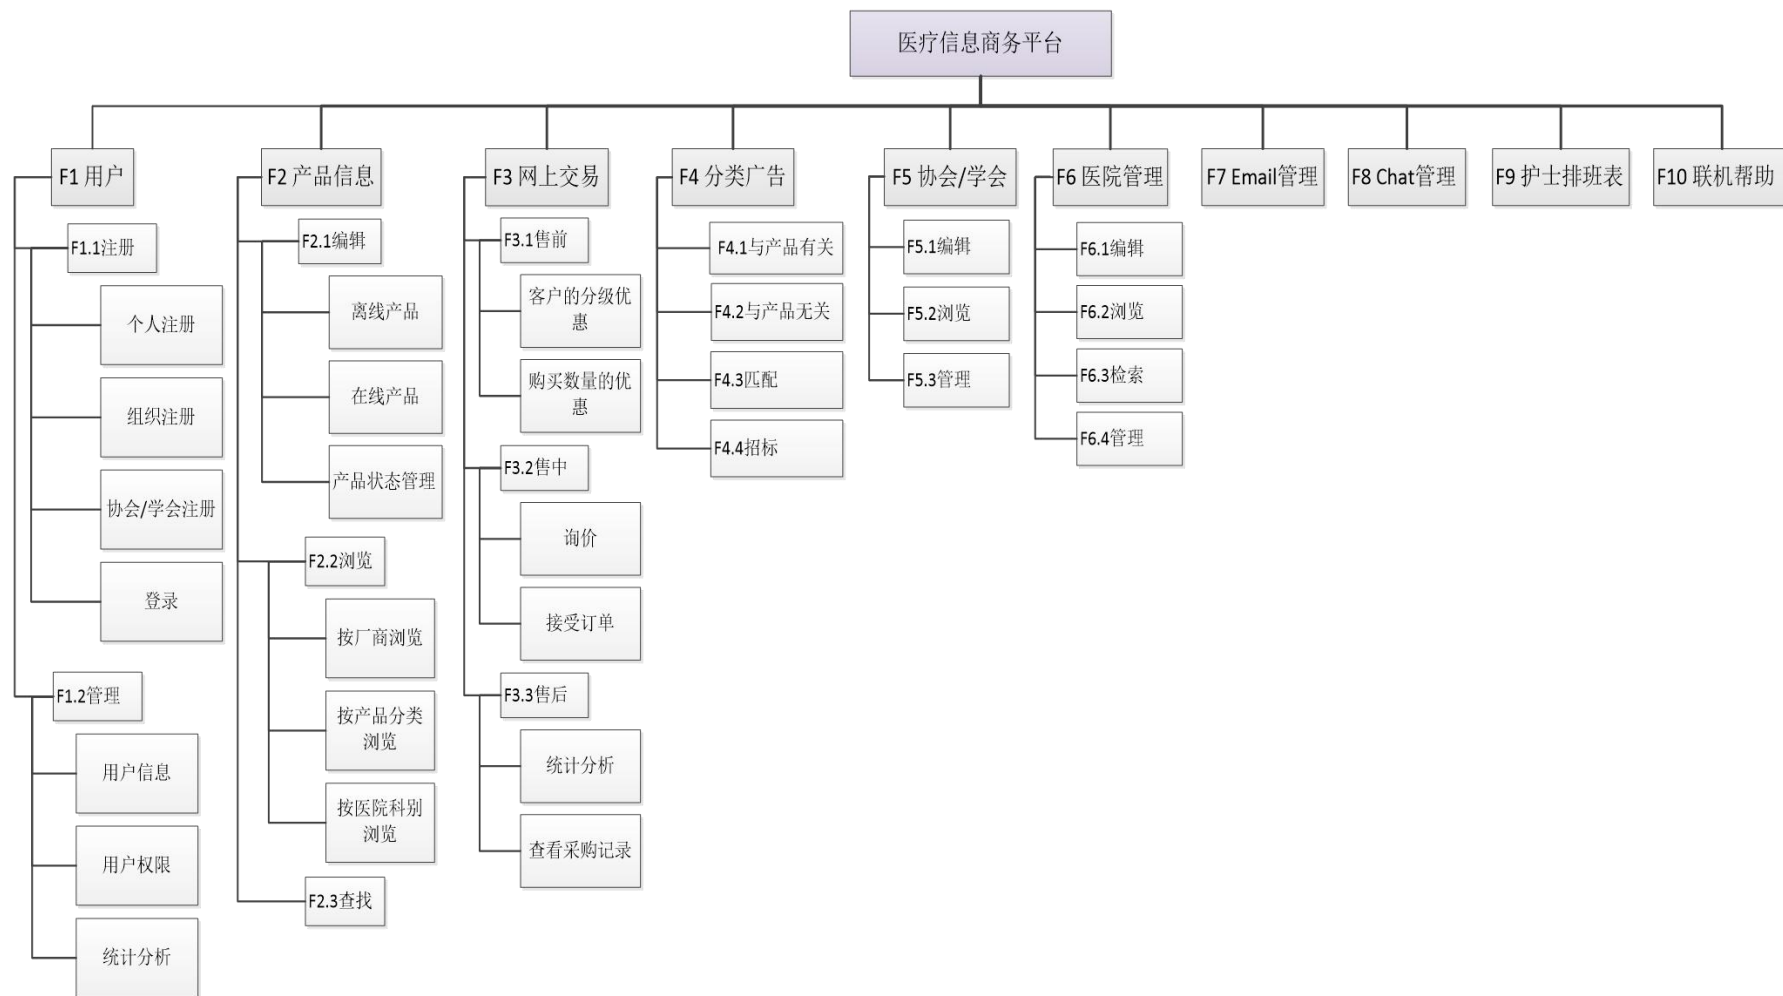 医疗信息商务平台
F1 用户
F1.1注册
个人注册
组织注册
协会/学会注册
登录
F1.2管理
用户信息
用户权限
统计分析
F2 产品信息
F2.1编辑
离线产品
在线产品
产品状态管理
F2.2浏览
按厂商浏览
按产品分类
浏览
按医院科别
浏览
F2.3查找
F3 网上交易
F3.1售前
客户的分级优
惠
购买数量的优
惠
F3.2售中
询价
接受订单
F3.3售后
统计分析
查看采购记录
F4 分类广告
F4.1与产品有关
F4.2与产品无关
F4.3匹配
F4.4招标
F5 协会/学会
F5.1编辑
F5.2浏览
F5.3管理
F6 医院管理
F6.1编辑
F6.2浏览
F6.3检索
F6.4管理
F7 Email管理
F8 Chat管理
F9 护士排班表
F10 联机帮助